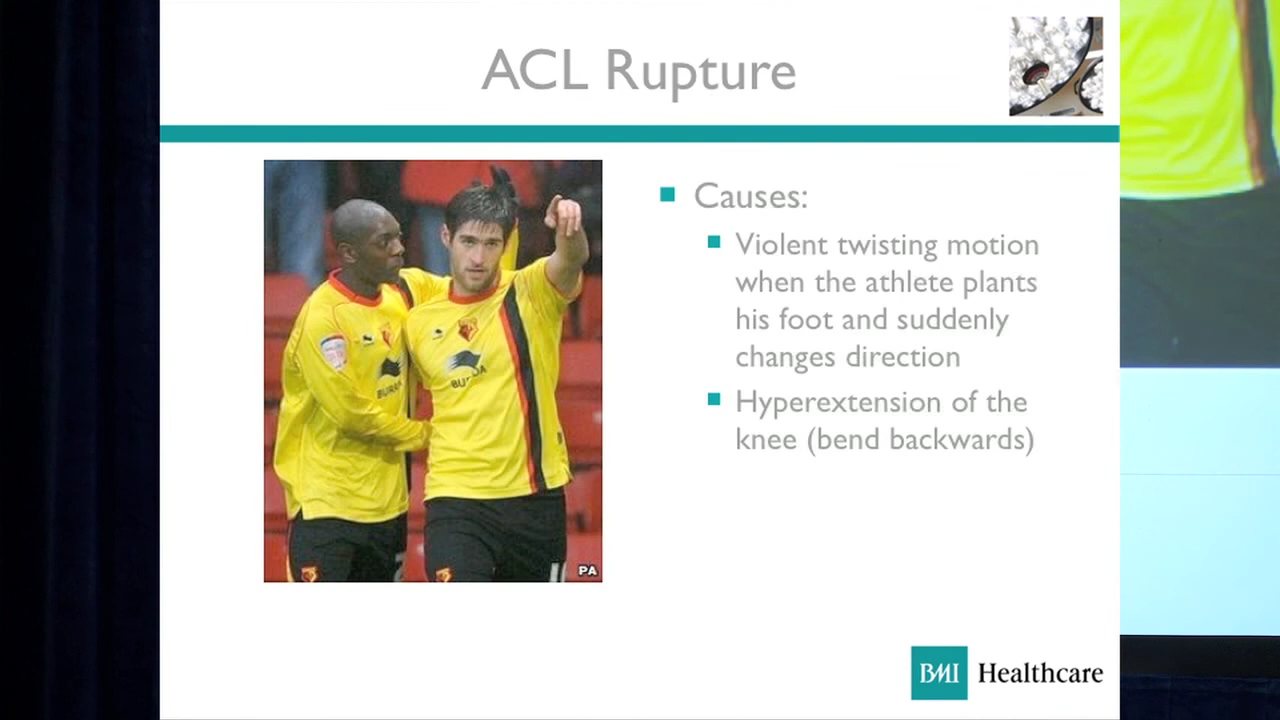 ACL Rupture
Causes:
Violent twisting motion
when the athlete plants
his foot and suddenly
changes direction
Hyperextension of the
knee (bend backwards)
PA
BMI Healthcare